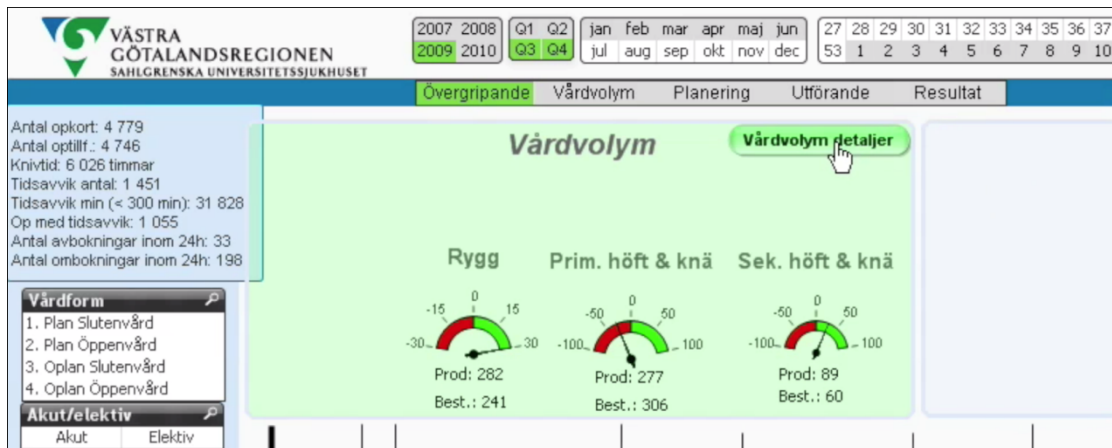 VÄSTRA
GÖTALANDSREGIONEN
SAHLGRENSKA UNIVERSITETSSJUKHUSET
2007 2008 Q1 Q2 jan feb mar apr maj jun 27 28 29 30 31 32 33 34 35 36 37
2009 2010 Q3 Q4 jul aug sep okt nov dec 53 1 2 3 4 5 6 7 8 9 10
Övergripande Vårdvolym Planering Utförande Resultat
Antal opkort: 4 779
Antal optillf.: 4 746
Knivtid: 6 026 timmar
Tidsavvik antal: 1 451
Tidsavvik min (< 300 min): 31 828
Op med tidsavvik: 1 055
Antal avbokningar inom 24h: 33
Antal ombokningar inom 24h: 198
Vårdform
1. Plan Slutenvård
2. Plan Öppenvård
3. Oplan Slutenvård
4. Oplan Öppenvård
Akut/elektiv
Akut Elektiv
Vårdvolym
Vårdvolym detaljer
Rygg
-30 -15 0 15 30
Prod: 282
Best.: 241
Prim. höft & knä
-100 -50 0 50 100
Prod: 277
Best.: 306
Sek. höft & knä
-100 -50 0 50 100
Prod: 89
Best.: 60